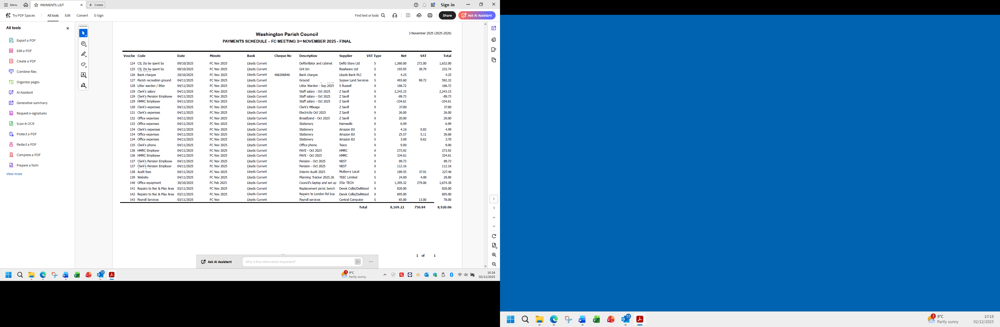 Menu
PAYMENTS LIST
Create
Sign in
Try PDF Spaces
All tools
Edit
Convert
E-Sign
Find text or tools
Share
Ask AI Assistant
All tools
Export a PDF
Edit a PDF
Create a PDF
Combine files
Organize pages
AI Assistant
Generative summary
Request e-signatures
Scan & OCR
Protect a PDF
Redact a PDF
Compress a PDF
Prepare a form
View more
3 November 2025 (2025-2026)
Washington Parish Council
PAYMENTS SCHEDULE – FC MEETING 3rd NOVEMBER 2025 - FINAL
Vouche Code Date Minute Bank Cheque No Description Supplier VAT Type Net VAT Total
124 CIL (to be spent by 09/10/2025 FC Nov 2025 Lloyds Current Defibrillator and cabinet Defib Store Ltd S 1,360.00 272.00 1,632.00
125 CIL (to be spent by 09/10/2025 FC Nov 2025 Lloyds Current Grit bin Roadware Ltd S 193.95 38.79 232.74
126 Bank charges 20/10/2025 FC Nov 2025 Lloyds Current 466206846 Bank charges Lloyds Bank PLC X 4.25 4.25
127 Parish recreation ground 04/11/2025 FC Nov 2025 Lloyds Current Ground Sussex Land Services S 493.60 98.72 592.32
128 Litter warden / litter 04/11/2025 FC Nov 2025 Lloyds Current Litter Warden - Sep 2025 S Russell X 166.72 166.72
129 Clerk's salary 04/11/2025 FC Nov 2025 Lloyds Current Staff salary - Oct 2025 Z Savill X 2,243.15 2,243.15
129 Clerk's Pension Employee 04/11/2025 FC Nov 2025 Lloyds Current Staff salary - Oct 2025 Z Savill X -89.73 -89.73
129 HMRC Employee 04/11/2025 FC Nov 2025 Lloyds Current Staff salary - Oct 2025 Z Savill X -334.61 -334.61
130 Clerk's expenses 04/11/2025 FC Nov 2025 Lloyds Current Clerk's Mileage Z Savill X 37.80 37.80
131 Clerk's expenses 04/11/2025 FC Nov 2025 Lloyds Current Electricity Oct 2025 Z Savill X 26.00 26.00
132 Office expenses 04/11/2025 FC Nov 2025 Lloyds Current Broadband - Oct 2025 Z Savill X 20.00 20.00
133 Office expenses 04/11/2025 FC Nov 2025 Lloyds Current Stationery Hamwells X 6.99 6.99
134 Clerk's expenses 04/11/2025 FC Nov 2025 Lloyds Current Stationery Amazon EU S 4.16 0.83 4.99
134 Office expenses 04/11/2025 FC Nov 2025 Lloyds Current Stationery Amazon EU S 25.57 5.11 30.68
134 Office expenses 04/11/2025 FC Nov 2025 Lloyds Current Stationery Amazon EU S 3.08 0.62 3.70
135 Clerk's phone 04/11/2025 FC Nov 2025 Lloyds Current Office phone Tesco X 9.00 9.00
136 HMRC Employer 04/11/2025 FC Nov 2025 Lloyds Current PAYE - Oct 2025 HMRC X 273.92 273.92
136 HMRC Employee 04/11/2025 FC Nov 2025 Lloyds Current PAYE - Oct 2025 HMRC X 334.61 334.61
137 Clerk's Pension Employee 04/11/2025 FC Nov 2025 Lloyds Current Pension - Oct 2025 NEST X 89.73 89.73
137 Clerk's Pension Employer 04/11/2025 FC Nov 2025 Lloyds Current Pension - Oct 2025 NEST X 112.16 112.16
138 Audit fees 04/11/2025 FC Nov 2025 Lloyds Current Interim Audit 2025 Mulberry Local S 189.55 37.91 227.46
139 Website 04/11/2025 FC Nov 2025 Lloyds Current Planning Tracker 2025.26 TEEC Limited S 24.00 4.80 28.80
140 Office equipment 30/10/2025 FC Feb 2025 Lloyds Current Council's laptop and set up STar TECH S 1,395.32 279.06 1,674.38
141 Repairs to Rec & Play Area 03/11/2025 FC Nov 2025 Lloyds Current Replacement picnic bench Derek Collis/DelWood X 820.00 820.00
142 Repairs to Rec & Play Area 03/11/2025 FC Nov 2025 Lloyds Current Repairs to London Rd bus Derek Collis/DelWood X 695.00 695.00
143 Payroll Services 03/11/2025 FC Nov Lloyds Current Payroll services Central Computer S 65.00 13.00 78.00
Total 8,169.22 750.84 8,920.06
1 of 1
Ask AI Assistant
Why is this information important?
1
1
1
9°C
Partly sunny
10:18
02/12/2025
1
9°C
Partly sunny
10:18
02/12/2025